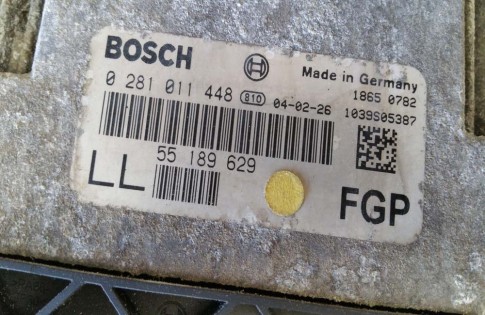 BOSCH
Made in Germany
0 281 011 448 810 04-02-26
1865 0782
1039S05387
55 189 629
LL
FGP